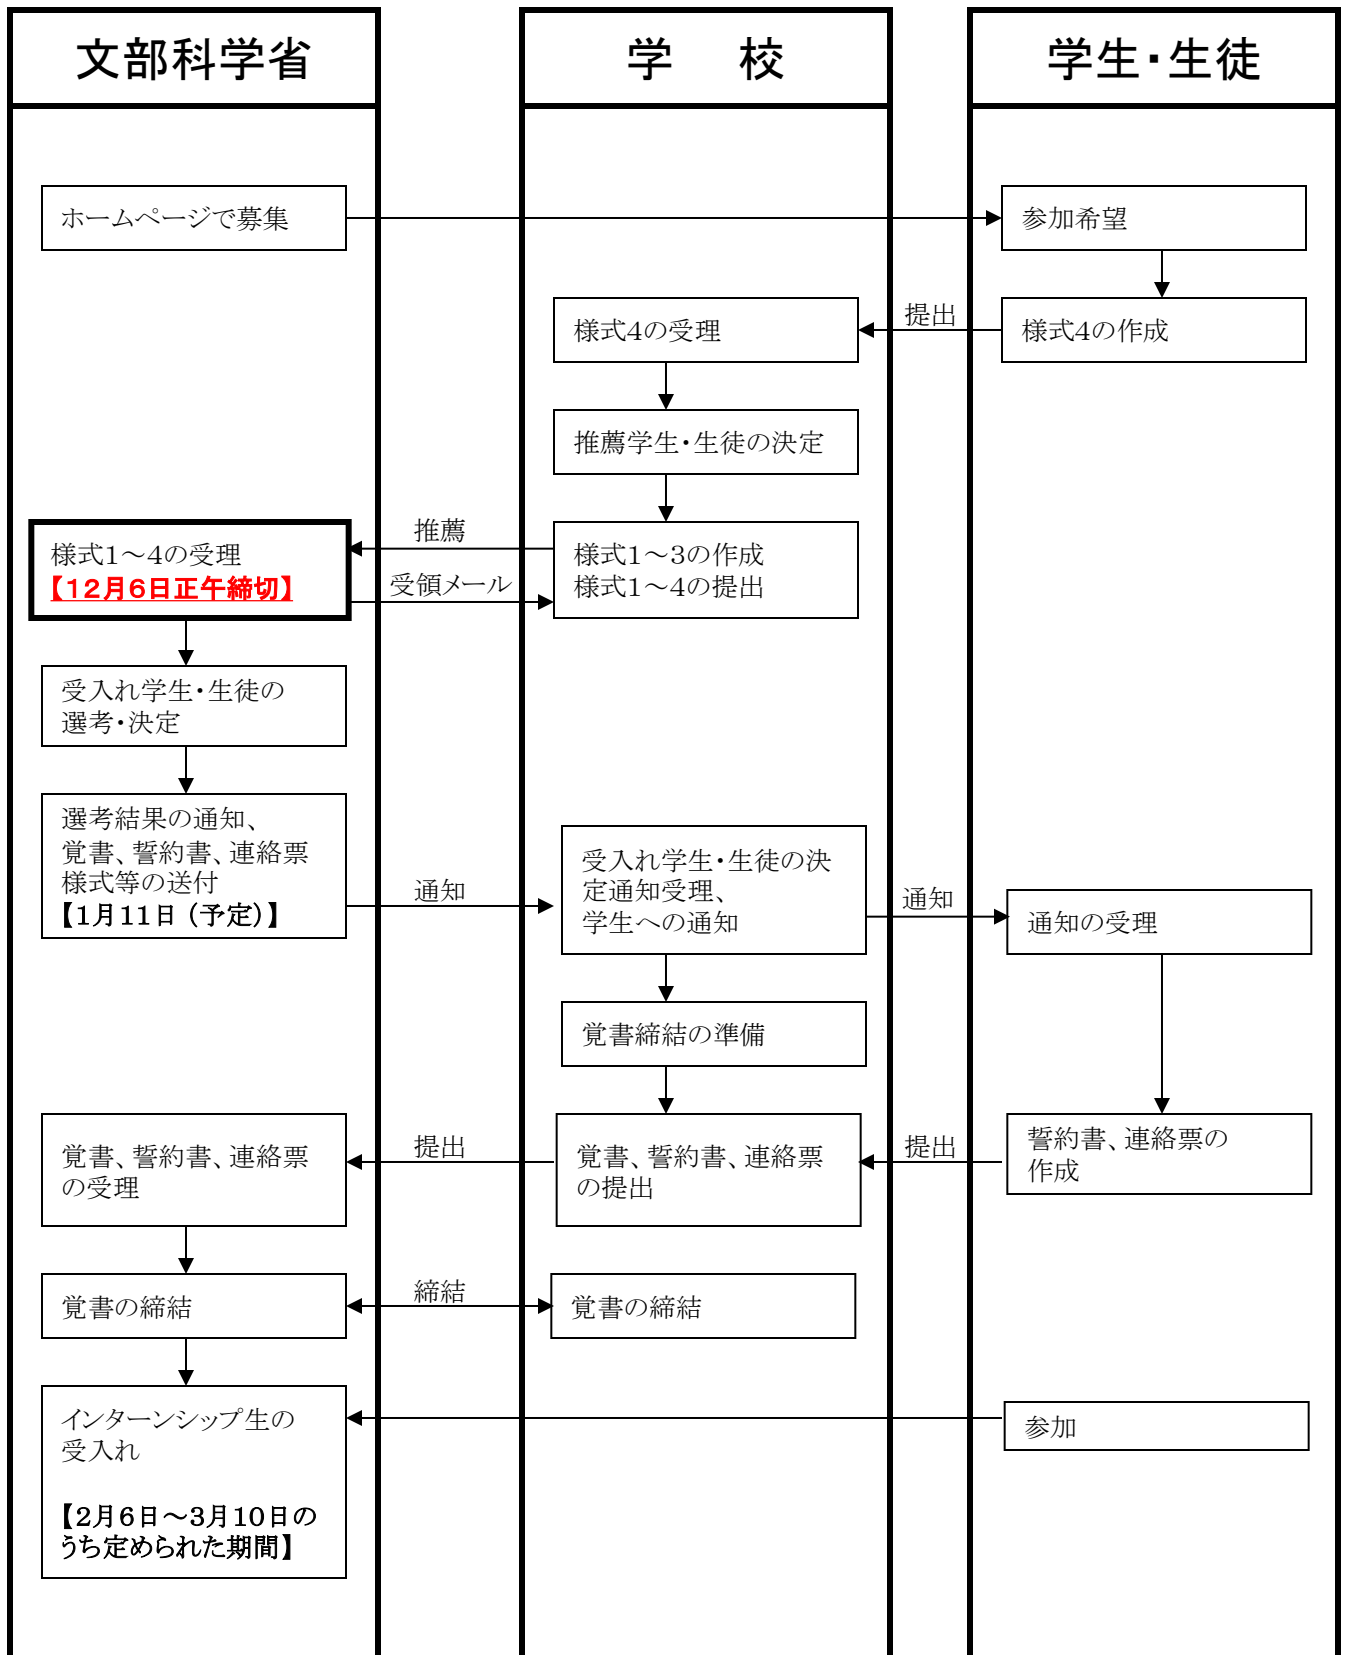 文部科学省
学　校
学生・生徒
ホームページで募集
参加希望
提出
様式4の受理
様式4の作成
推薦学生・生徒の決定
推薦
様式1～4の受理
【12月6日正午締切】
受領メール
様式1～3の作成
様式1～4の提出
受入れ学生・生徒の
選考・決定
選考結果の通知、
覚書、誓約書、連絡票
様式等の送付
【1月11日（予定）】
通知
受入れ学生・生徒の決
定通知受理、
学生への通知
通知
通知の受理
覚書締結の準備
覚書、誓約書、連絡票
の受理
提出
覚書、誓約書、連絡票
の提出
提出
誓約書、連絡票の
作成
覚書の締結
締結
覚書の締結
インターンシップ生の
受入れ
【2月6日～3月10日の
うち定められた期間】
参加